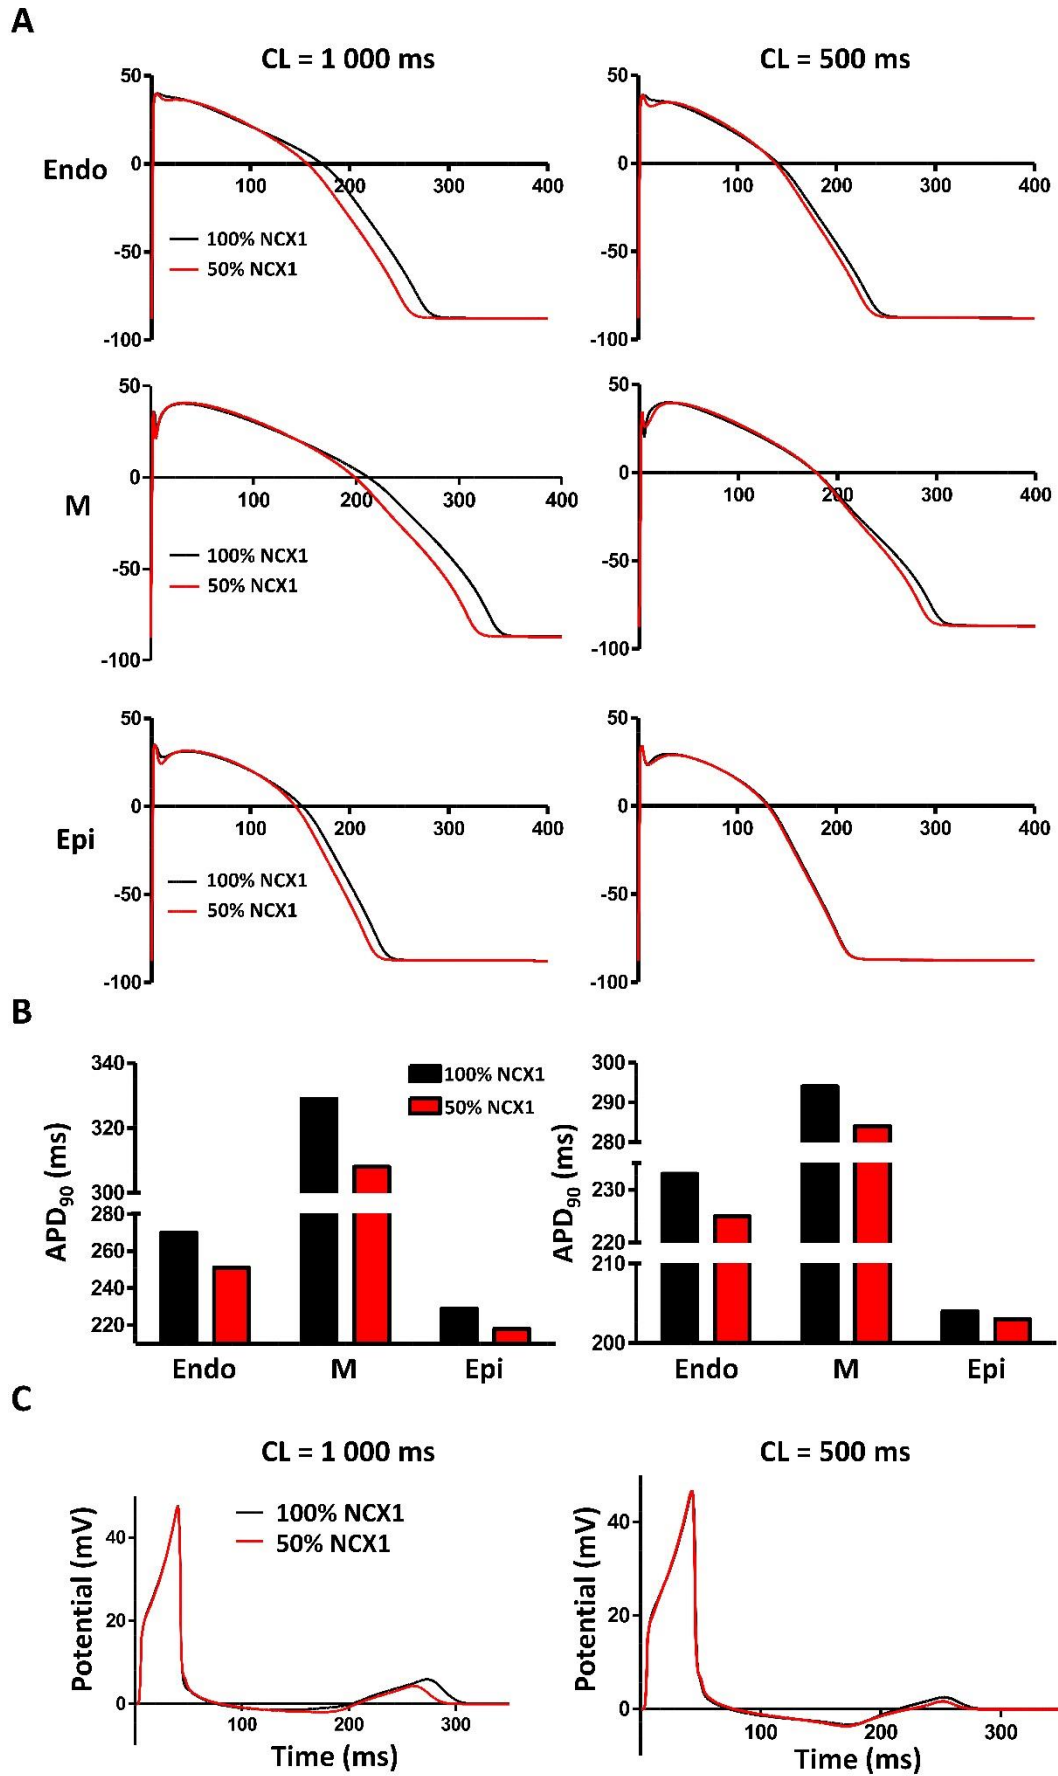 A
CL = 1 000 ms
CL = 500 ms
Endo
50
0
-50
-100
100 200 300 400
100% NCX1
50% NCX1
50
0
-50
-100
100 200 300 400
M
50
0
-50
-100
100 200 300 400
100% NCX1
50% NCX1
50
0
-50
-100
100 200 300 400
Epi
50
0
-50
-100
100 200 300 400
100% NCX1
50% NCX1
50
0
-50
-100
100 200 300 400
B
APD90 (ms)
340
320
300
280
260
240
220
Endo M Epi
100% NCX1
50% NCX1
APD90 (ms)
300
290
280
230
220
210
200
Endo M Epi
C
CL = 1 000 ms
CL = 500 ms
Potential (mV)
40
20
0
100 200 300
Time (ms)
100% NCX1
50% NCX1
Potential (mV)
40
20
0
100 200 300
Time (ms)